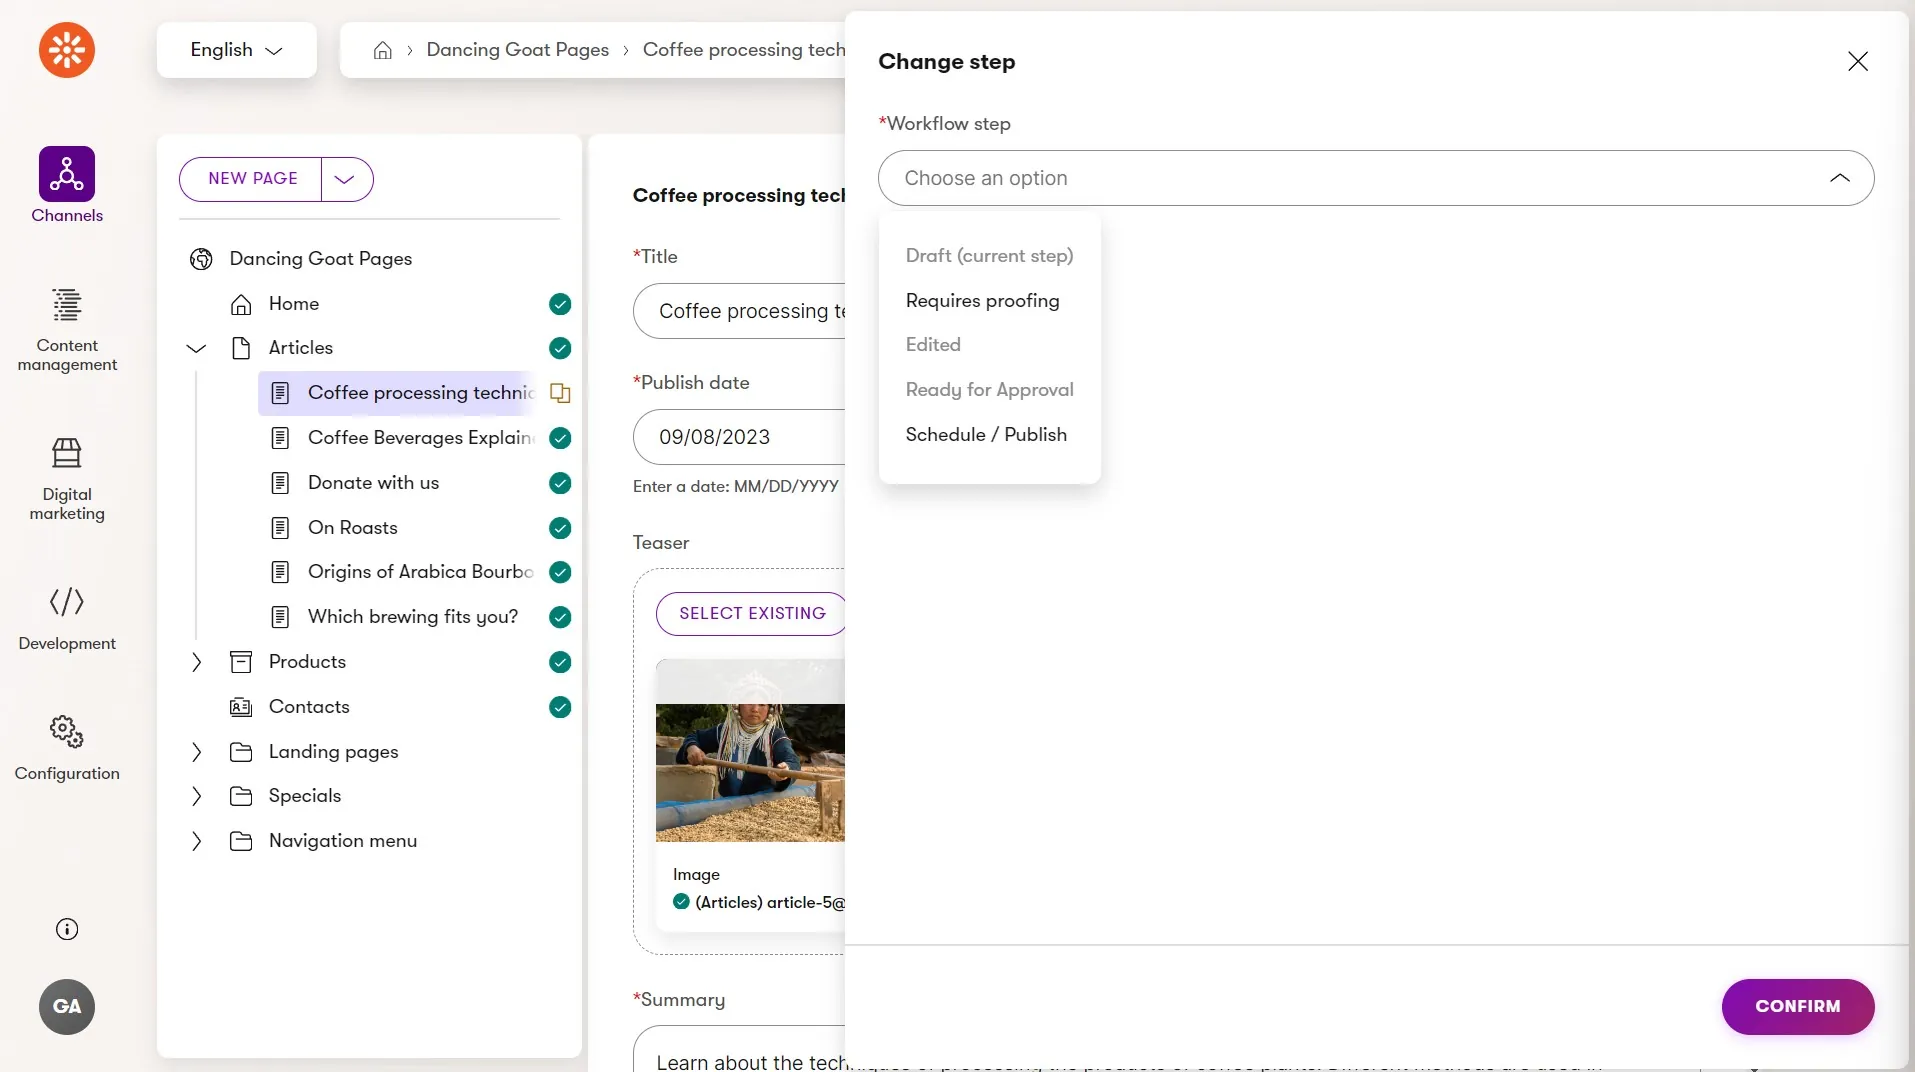 English
Dancing Goat Pages
Coffee processing tech
Change step
*Workflow step
Choose an option
Draft (current step)
Requires proofing
Edited
Ready for Approval
Schedule / Publish
CONFIRM
Channels
Content
management
Digital
marketing
Development
Configuration
GA
NEW PAGE
Dancing Goat Pages
Home
Articles
Coffee processing technic
Coffee Beverages Explaine
Donate with us
On Roasts
Origins of Arabica Bourbo
Which brewing fits you?
Products
Contacts
Landing pages
Specials
Navigation menu
Coffee processing tech
*Title
Coffee processing te
*Publish date
09/08/2023
Enter a date: MM/DD/YYYY
Teaser
SELECT EXISTING
Image
(Articles) article-5@
*Summary
Learn about the tech